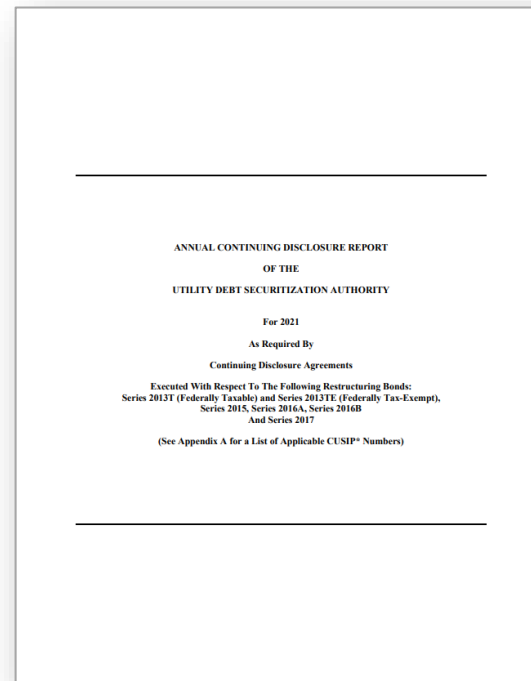 ANNUAL CONTINUING DISCLOSURE REPORT
OF THE
UTILITY DEBT SECURITIZATION AUTHORITY
For 2021
As Required By
Continuing Disclosure Agreements
Executed With Respect To The Following Restructuring Bonds:
Series 2013T (Federally Taxable) and Series 2013TE (Federally Tax-Exempt),
Series 2015, Series 2016A, Series 2016B
And Series 2017
(See Appendix A for a List of Applicable CUSIP* Numbers)